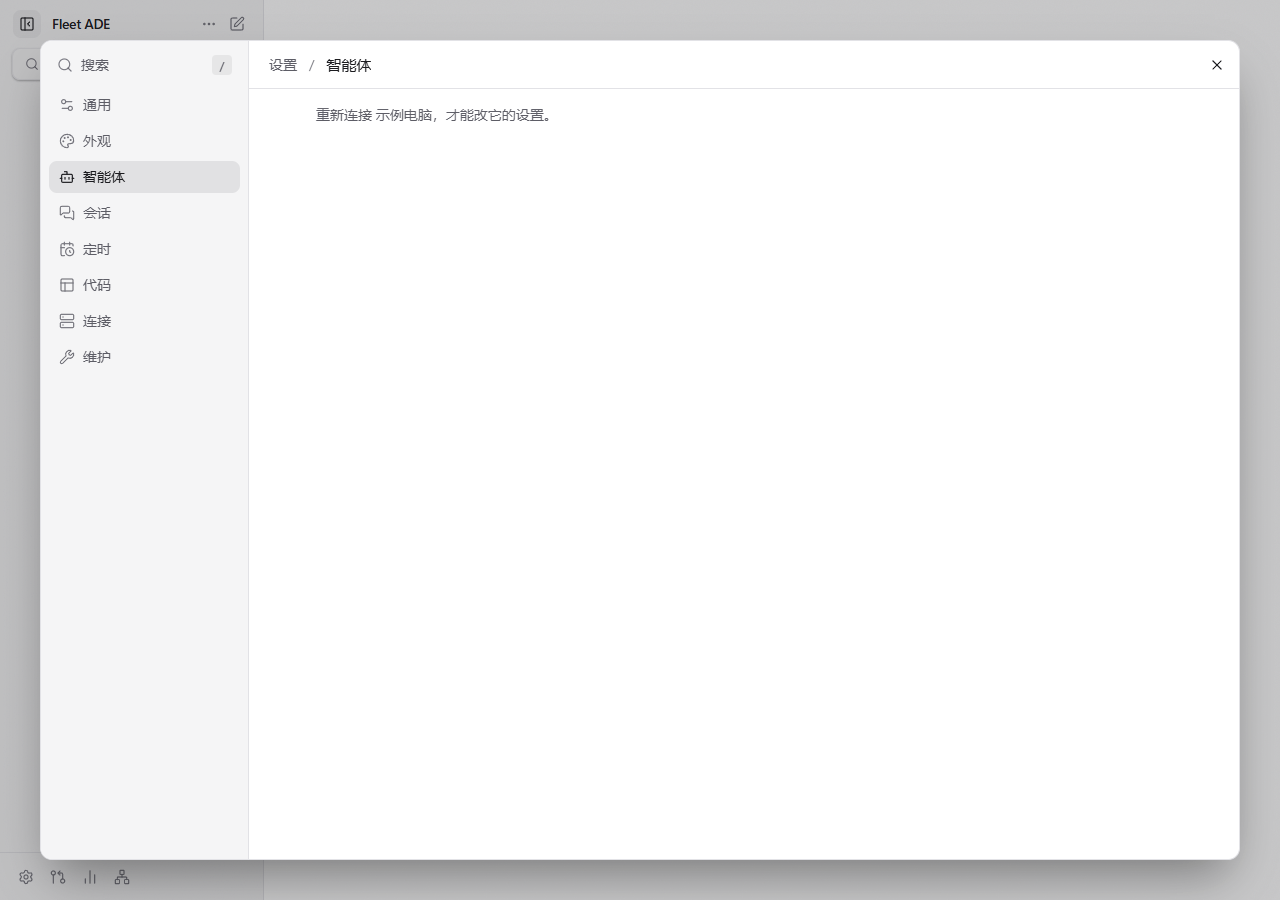 Fleet ADE
搜索
/
设置 / 智能体
重新连接 示例电脑，才能改它的设置。
通用
外观
智能体
会话
定时
代码
连接
维护